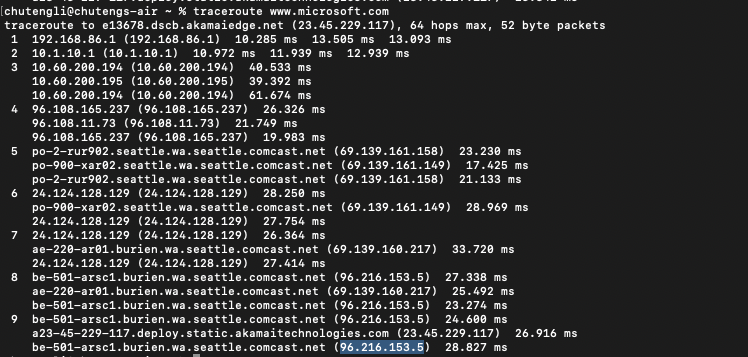 [chutengli@chutengs-air ~ % traceroute www.microsoft.com
traceroute to e13678.dscb.akamaiedge.net (23.45.229.117), 64 hops max, 52 byte packets
1 192.168.86.1 (192.168.86.1) 10.285 ms 13.505 ms 13.093 ms
2 10.1.10.1 (10.1.10.1) 10.972 ms 11.939 ms 12.939 ms
3 10.60.200.194 (10.60.200.194) 40.533 ms
10.60.200.195 (10.60.200.195) 39.392 ms
10.60.200.194 (10.60.200.194) 61.674 ms
4 96.108.165.237 (96.108.165.237) 26.326 ms
96.108.11.73 (96.108.11.73) 21.749 ms
96.108.165.237 (96.108.165.237) 19.983 ms
5 po-2-rur902.seattle.wa.seattle.comcast.net (69.139.161.158) 23.230 ms
po-900-xar02.seattle.wa.seattle.comcast.net (69.139.161.149) 17.425 ms
po-2-rur902.seattle.wa.seattle.comcast.net (69.139.161.158) 21.133 ms
6 24.124.128.129 (24.124.128.129) 28.250 ms
po-900-xar02.seattle.wa.seattle.comcast.net (69.139.161.149) 28.969 ms
24.124.128.129 (24.124.128.129) 27.754 ms
7 24.124.128.129 (24.124.128.129) 26.364 ms
ae-220-ar01.burien.wa.seattle.comcast.net (69.139.160.217) 33.720 ms
24.124.128.129 (24.124.128.129) 27.414 ms
8 be-501-arsc1.burien.wa.seattle.comcast.net (96.216.153.5) 27.338 ms
ae-220-ar01.burien.wa.seattle.comcast.net (69.139.160.217) 25.492 ms
be-501-arsc1.burien.wa.seattle.comcast.net (96.216.153.5) 23.274 ms
9 be-501-arsc1.burien.wa.seattle.comcast.net (96.216.153.5) 24.600 ms
a23-45-229-117.deploy.static.akamaitechnologies.com (23.45.229.117) 26.916 ms
be-501-arsc1.burien.wa.seattle.comcast.net (96.216.153.5) 28.827 ms